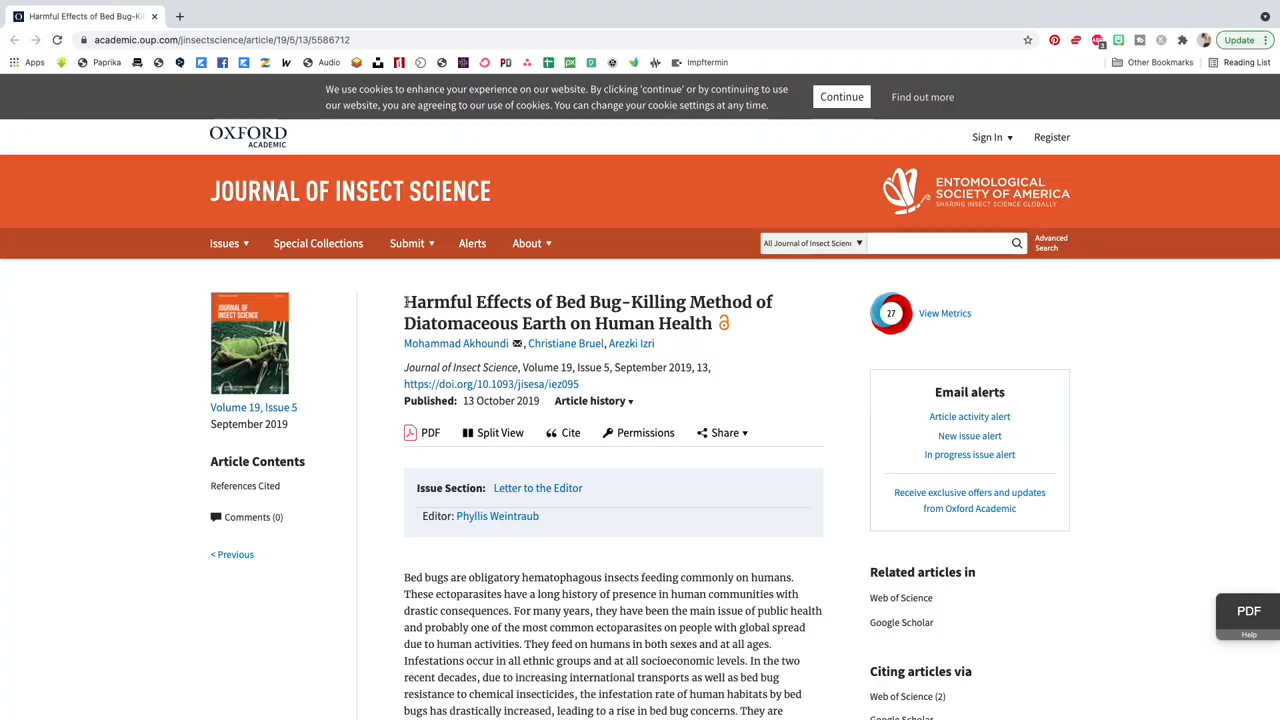 Harmful Effects of Bed Bug-Kil
academic.oup.com/jinsectscience/article/19/5/13/5586712
Update
Apps
Paprika
Audio
Impftermin
Other Bookmarks
Reading List
We use cookies to enhance your experience on our website. By clicking 'continue' or by continuing to
our website, you are agreeing to our use of cookies. You can change your cookie settings at any time.
Continue
Find out more
OXFORD
ACADEMIC
Sign In
Register
JOURNAL OF INSECT SCIENCE
ENTOMOLOGICAL
SOCIETY OF AMERICA
SHARING INSECT SCIENCE GLOBALLY
Issues
Special Collections
Submit
Alerts
About
All Journal of Insect Scienc
Advanced
Search
JOURNAL OF
INSECT SCIENCE
Volume 19, Issue 5
September 2019
Article Contents
References Cited
Comments (0)
< Previous
Harmful Effects of Bed Bug-Killing Method of
Diatomaceous Earth on Human Health
Mohammad Akhoundi , Christiane Bruel, Arezki Izri
Journal of Insect Science, Volume 19, Issue 5, September 2019, 13,
https://doi.org/10.1093/jisesa/iez095
Published: 13 October 2019 Article history
PDF Split View Cite Permissions Share
Issue Section: Letter to the Editor
Editor: Phyllis Weintraub
Bed bugs are obligatory hematophagous insects feeding commonly on humans.
These ectoparasites have a long history of presence in human communities with
drastic consequences. For many years, they have been the main issue of public health
and probably one of the most common ectoparasites on people with global spread
due to human activities. They feed on humans in both sexes and at all ages.
Infestations occur in all ethnic groups and at all socioeconomic levels. In the two
recent decades, due to increasing international transports as well as bed bug
resistance to chemical insecticides, the infestation rate of human habitats by bed
bugs has drastically increased, leading to a rise in bed bug concerns. They are
27
View Metrics
Email alerts
Article activity alert
New issue alert
In progress issue alert
Receive exclusive offers and updates
from Oxford Academic
Related articles in
Web of Science
Google Scholar
Citing articles via
Web of Science (2)
Google Scholar
PDF
Help